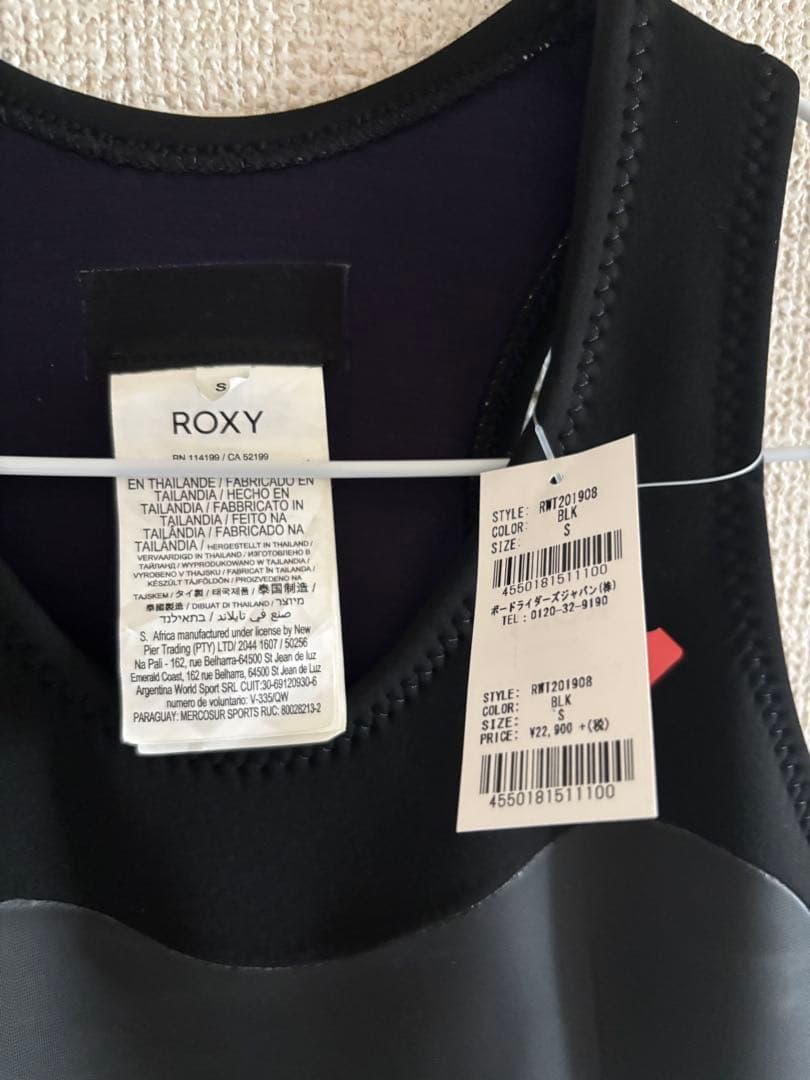 S
ROXY
RN 114199 / CA 52199
EN THAILANDE / FABRICADO EN
TAILANDIA / HECHO EN
TAILANDIA / FABBRICATO IN
TAILANDIA / FEITO NA
TAILÂNDIA / FABRICADO NA
TAILÂNDIA / HERGESTELLT IN THAILAND /
VERVAARDIGD IN THAILAND / ИЗГОТОВЛЕНО В
ТАЙЛАНД / WYPRODUKOWANO W TAJLANDIA /
VYROBENO V THAJSKU / FABRICAT ÎN TAILANDA /
KÉSZÜLT TAJFÖLDÖN / PROIZVEDENO NA
TAJSKEM / タイ製 / 태국제품 / 泰国制造 /
泰國製造 / DIBUAT DI THAILAND / מיוצר
בתאילנד / صنع في تايلاند
S. Africa manufactured under license by New
Pier Trading (PTY) LTD/ 2044 1607 / 50256
Na Pali - 162, rue Belharra-64500 St Jean de luz
Emerald Coast, 162 rue Belharra, 64500 St Jean de Luz
Argentina World Sport SRL CUIT:30-69120930-6
numero de voluntario: V-335/QW
PARAGUAY: MERCOSUR SPORTS RUC: 80028213-2
STYLE: RWT201908
COLOR: BLK
SIZE: S
4550181511100
ボードライダーズジャパン(株)
TEL:0120-32-9190
STYLE: RWT201908
COLOR: BLK
SIZE: S
PRICE: ¥22,900 +(税)
4550181511100